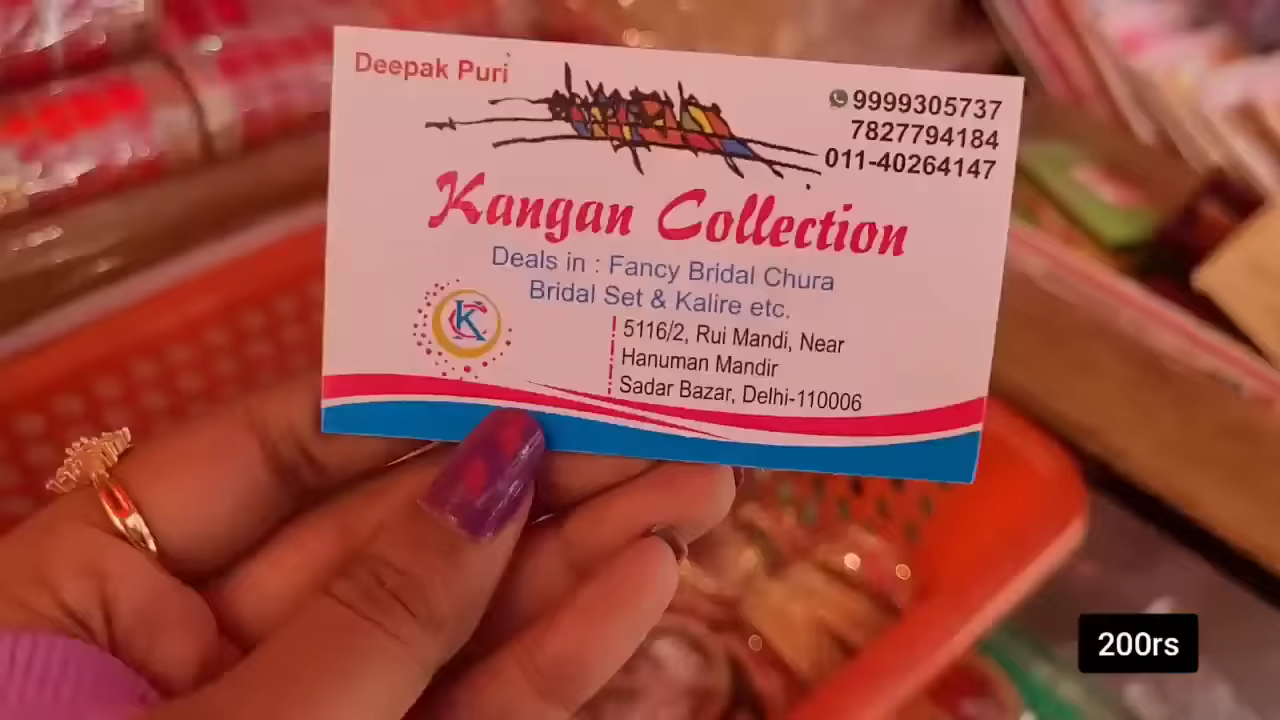 Deepak Puri
9999305737
7827794184
011-40264147
Kangan Collection
Deals in : Fancy Bridal Chura
Bridal Set & Kalire etc.
KC
5116/2, Rui Mandi, Near
Hanuman Mandir
Sadar Bazar, Delhi-110006
200rs